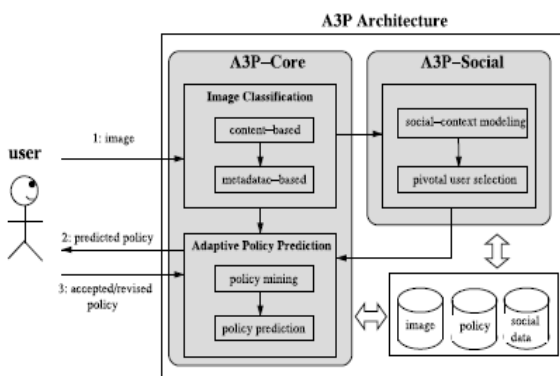 A3P Architecture
A3P–Core
A3P–Social
Image Classification
content-based
metadatac–based
social–context modeling
pivotal user selection
user
1: image
2: predicted policy
3: accepted/revised
policy
Adaptive Policy Prediction
policy mining
policy prediction
image
policy
social
data